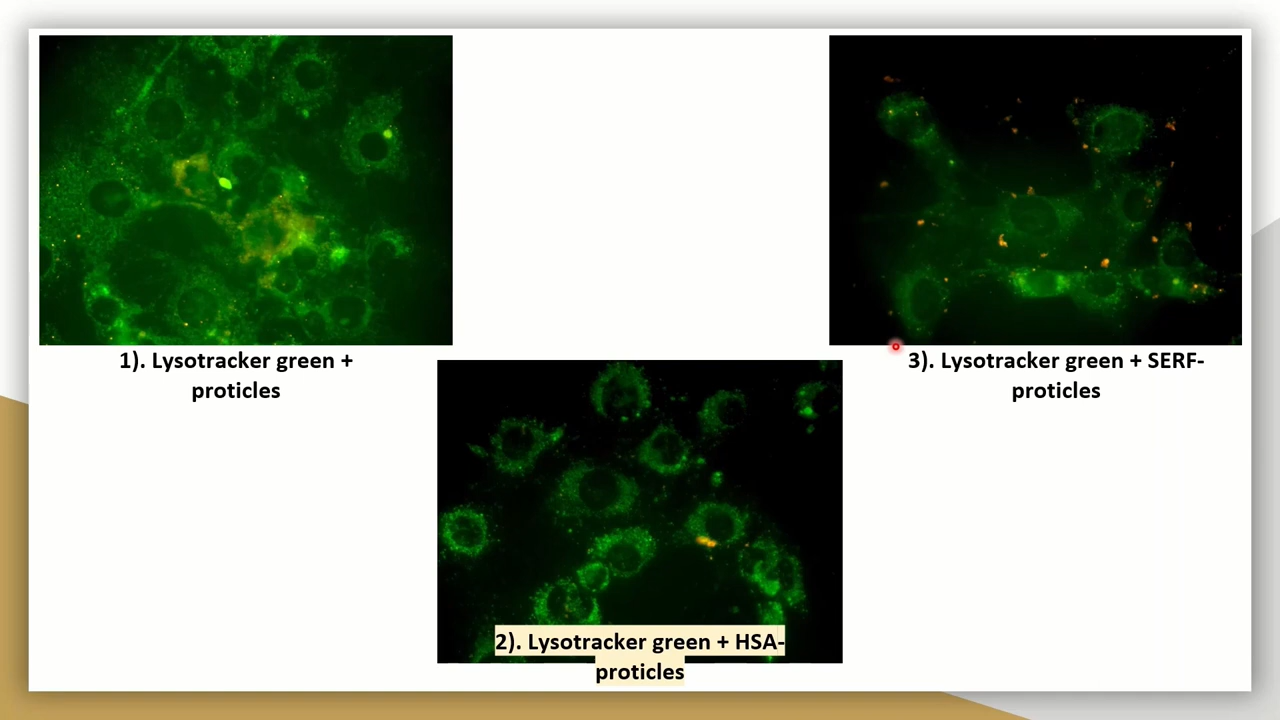 1). Lysotracker green +
proticles
2). Lysotracker green + HSA-
proticles
3). Lysotracker green + SERF-
proticles